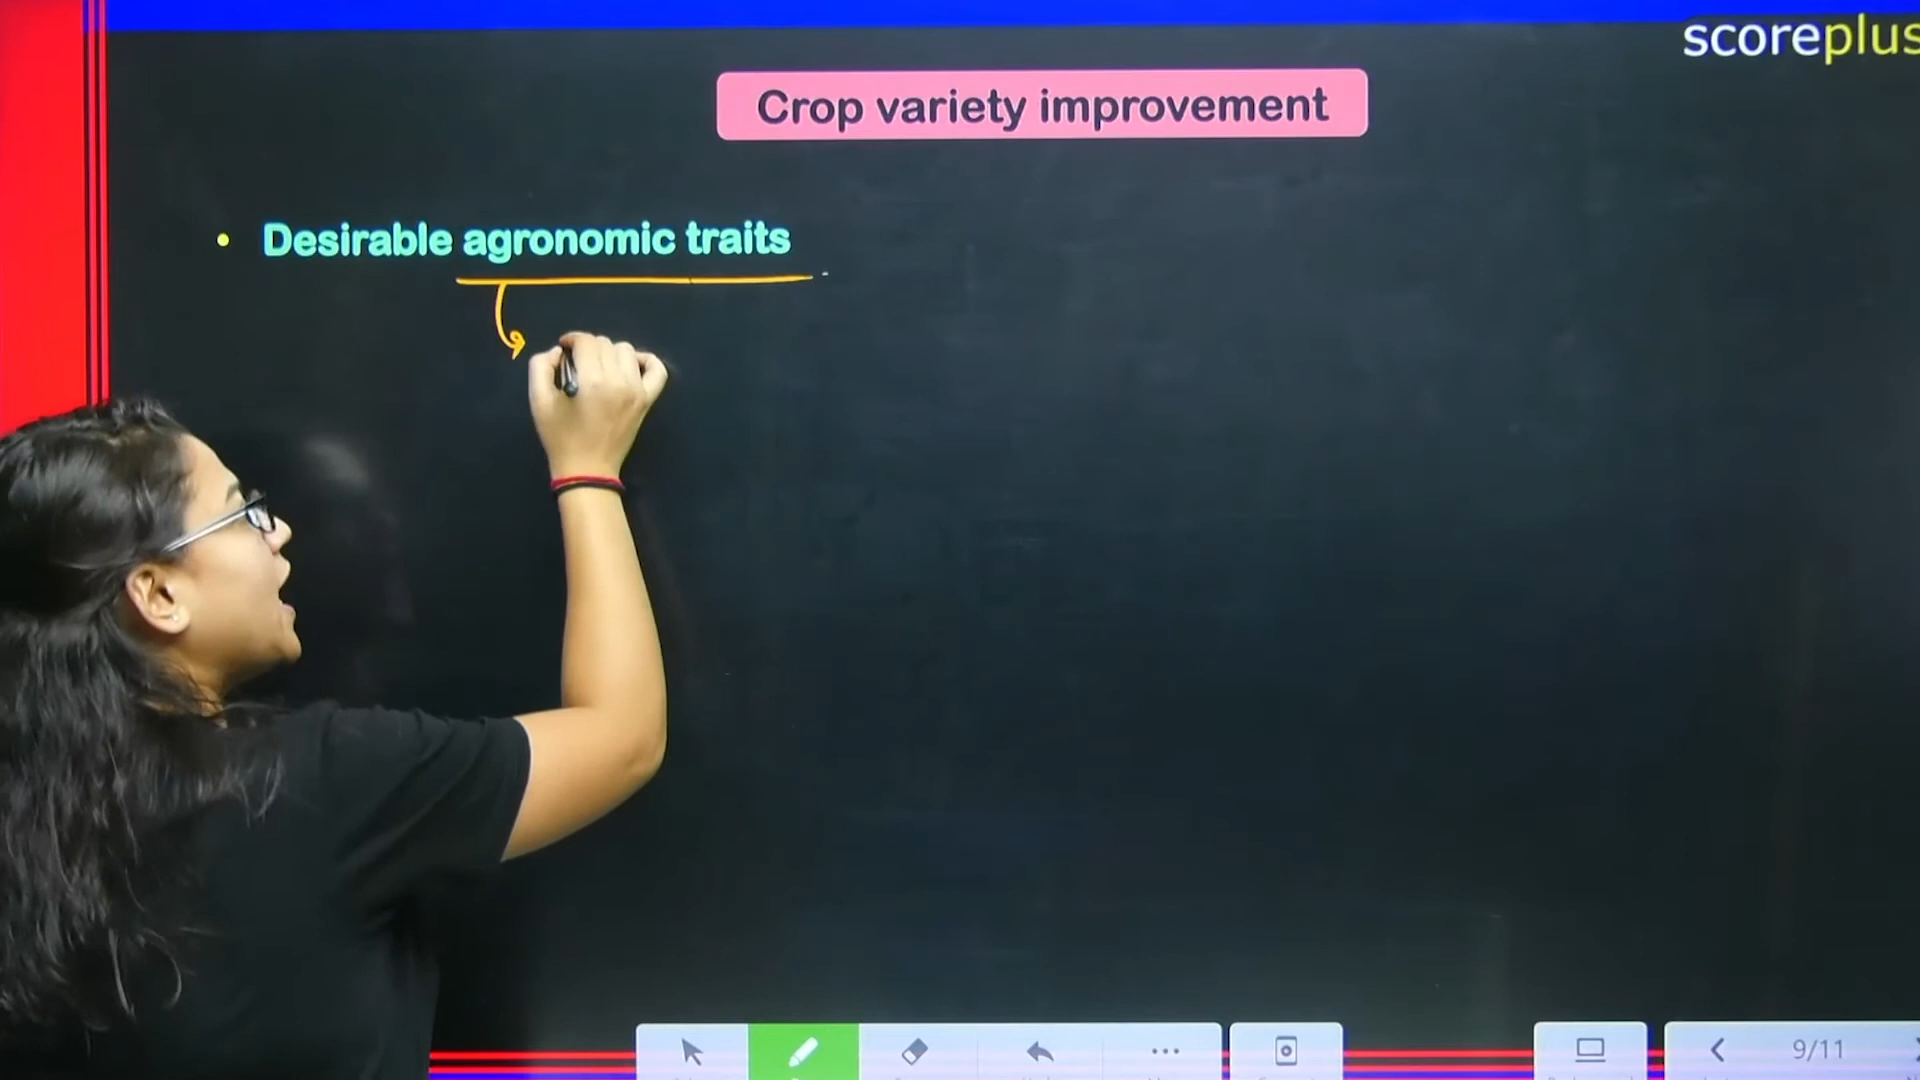 scoreplus
Crop variety improvement
• Desirable agronomic traits
9/11